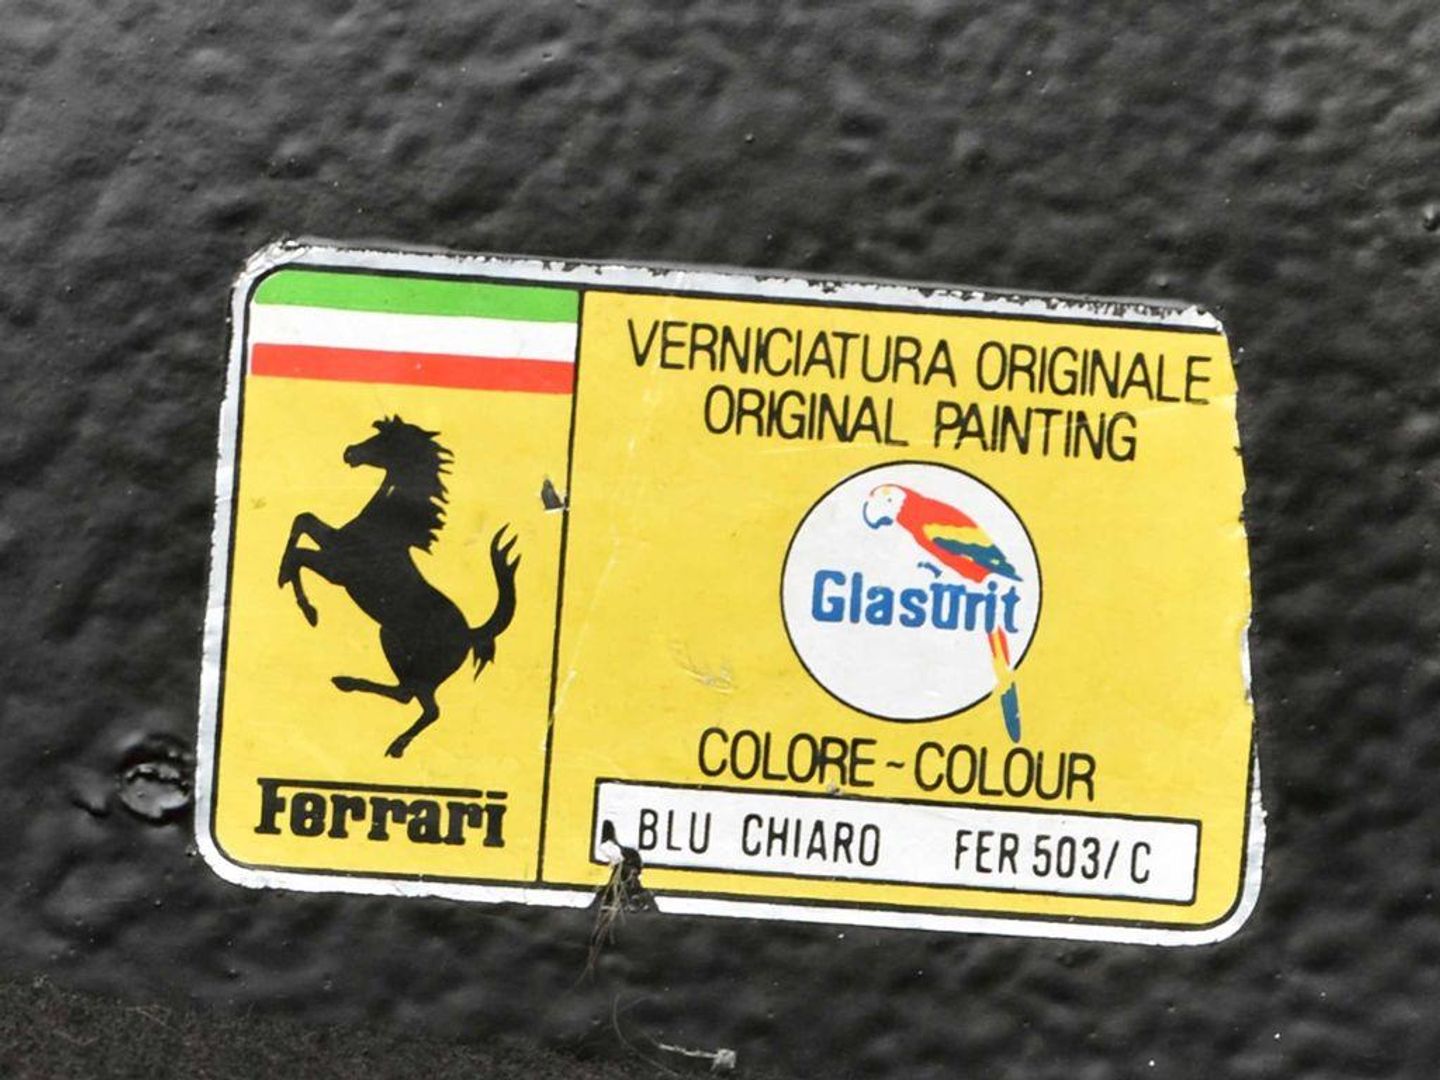 VERNICIATURA ORIGINALE
ORIGINAL PAINTING
Glasurit
COLORE~COLOUR
BLU CHIARO FER 503/C
Ferrari